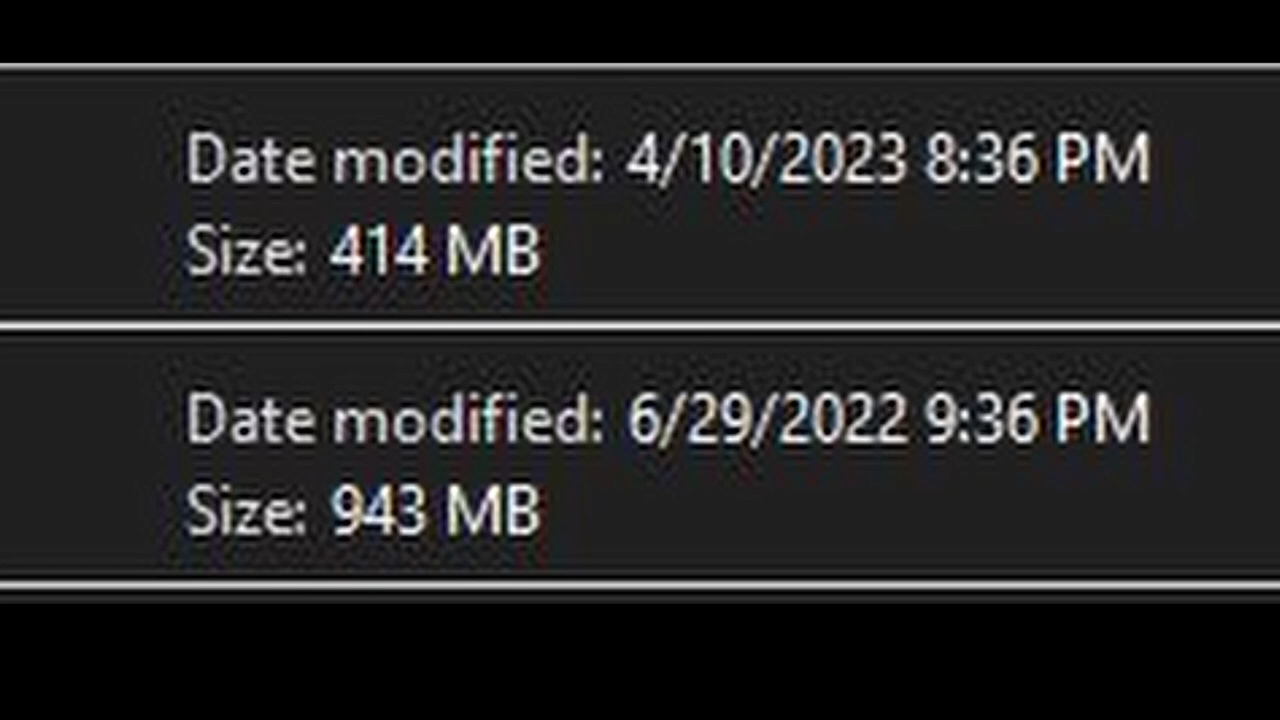 Date modified: 4/10/2023 8:36 PM
Size: 414 MB
Date modified: 6/29/2022 9:36 PM
Size: 943 MB